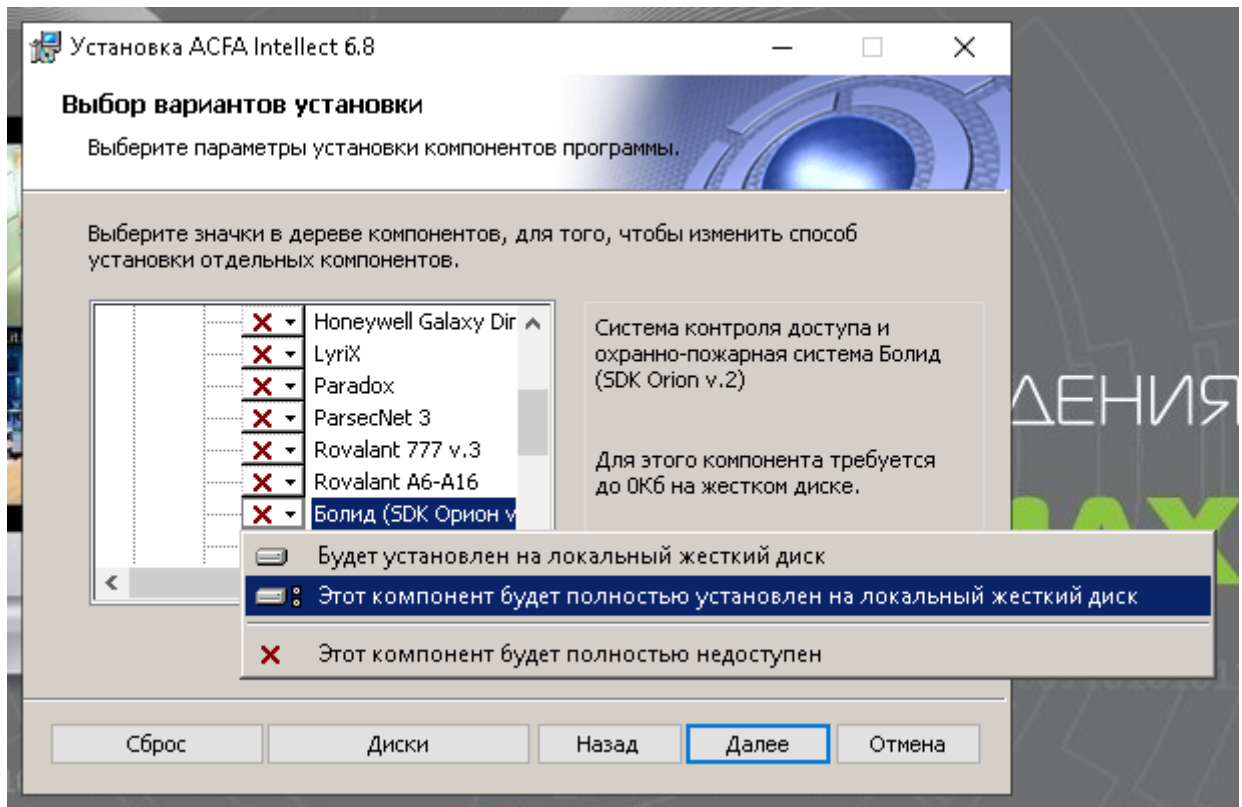 Установка ACFA Intellect 6.8
Выбор вариантов установки
Выберите параметры установки компонентов программы.
Выберите значки в дереве компонентов, для того, чтобы изменить способ
установки отдельных компонентов.
Honeywell Galaxy Dir
LyriX
Paradox
ParsecNet 3
Rovalant 777 v.3
Rovalant A6-A16
Болид (SDK Орион v
Система контроля доступа и
охранно-пожарная система Болид
(SDK Orion v.2)
Для этого компонента требуется
до 0Кб на жестком диске.
Будет установлен на локальный жесткий диск
Этот компонент будет полностью установлен на локальный жесткий диск
Этот компонент будет полностью недоступен
Сброс
Диски
Назад
Далее
Отмена
ДЕНИЯ